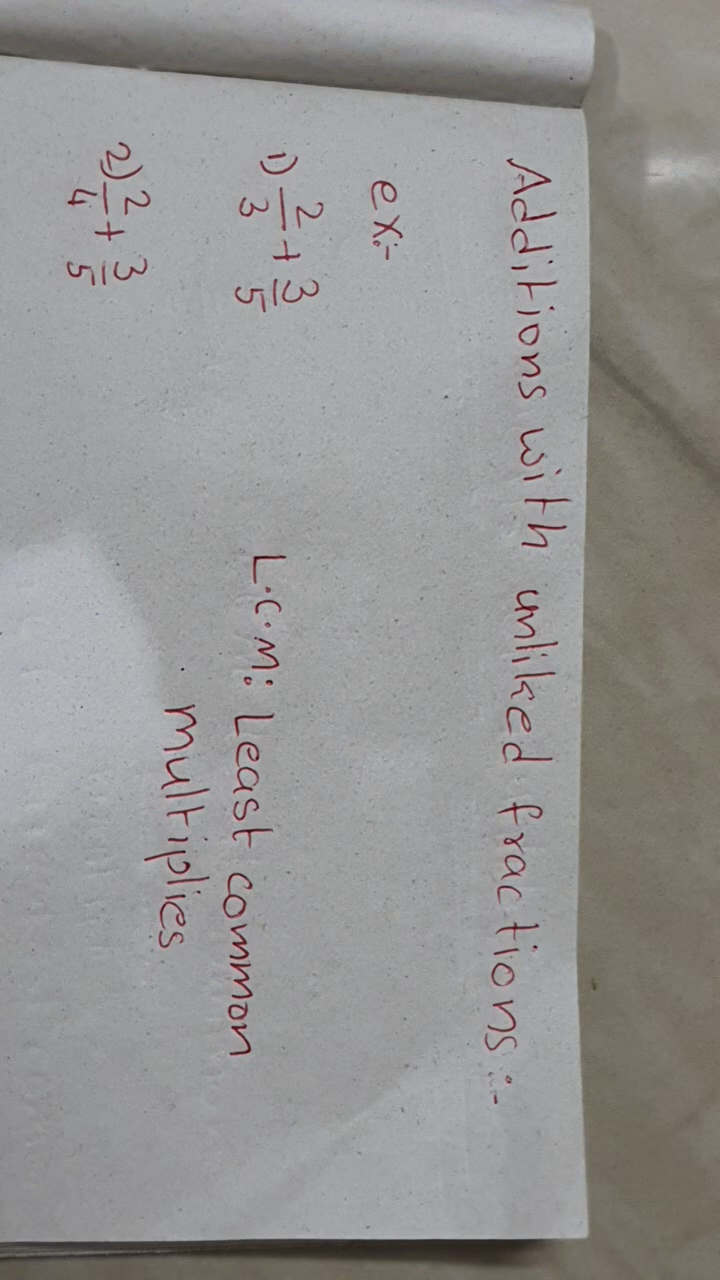 Additions with unliked fractions:-
ex:-
1) 2/3 + 3/5
L.C.M: Least common
multiplies
2) 2/4 + 3/5